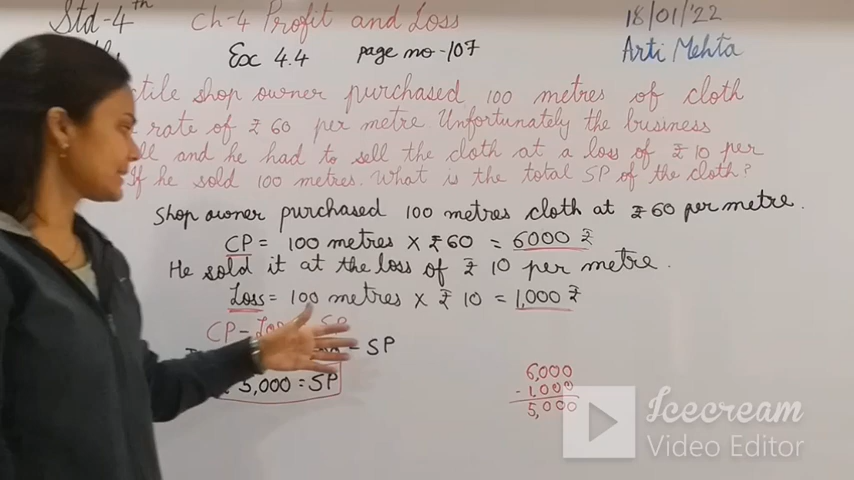 Std-4th Ch-4 Profit and Loss 18/01/'22
Exc 4.4 page no-107 Arti Mehta
tile shop owner purchased 100 metres of cloth
rate of ₹ 60 per metre. Unfortunately the business
and he had to sell the cloth at a loss of ₹ 10 per
If he sold 100 metres. What is the total SP of the cloth?
Shop owner purchased 100 metres cloth at ₹ 60 per metre.
CP = 100 metres × ₹ 60 = 6000 ₹
He sold it at the loss of ₹ 10 per metre.
Loss = 100 metres × ₹ 10 = 1,000 ₹
CP - Lo SP
= SP
5,000 = SP
6,000
- 1,000
5,000
Icecream
Video Editor